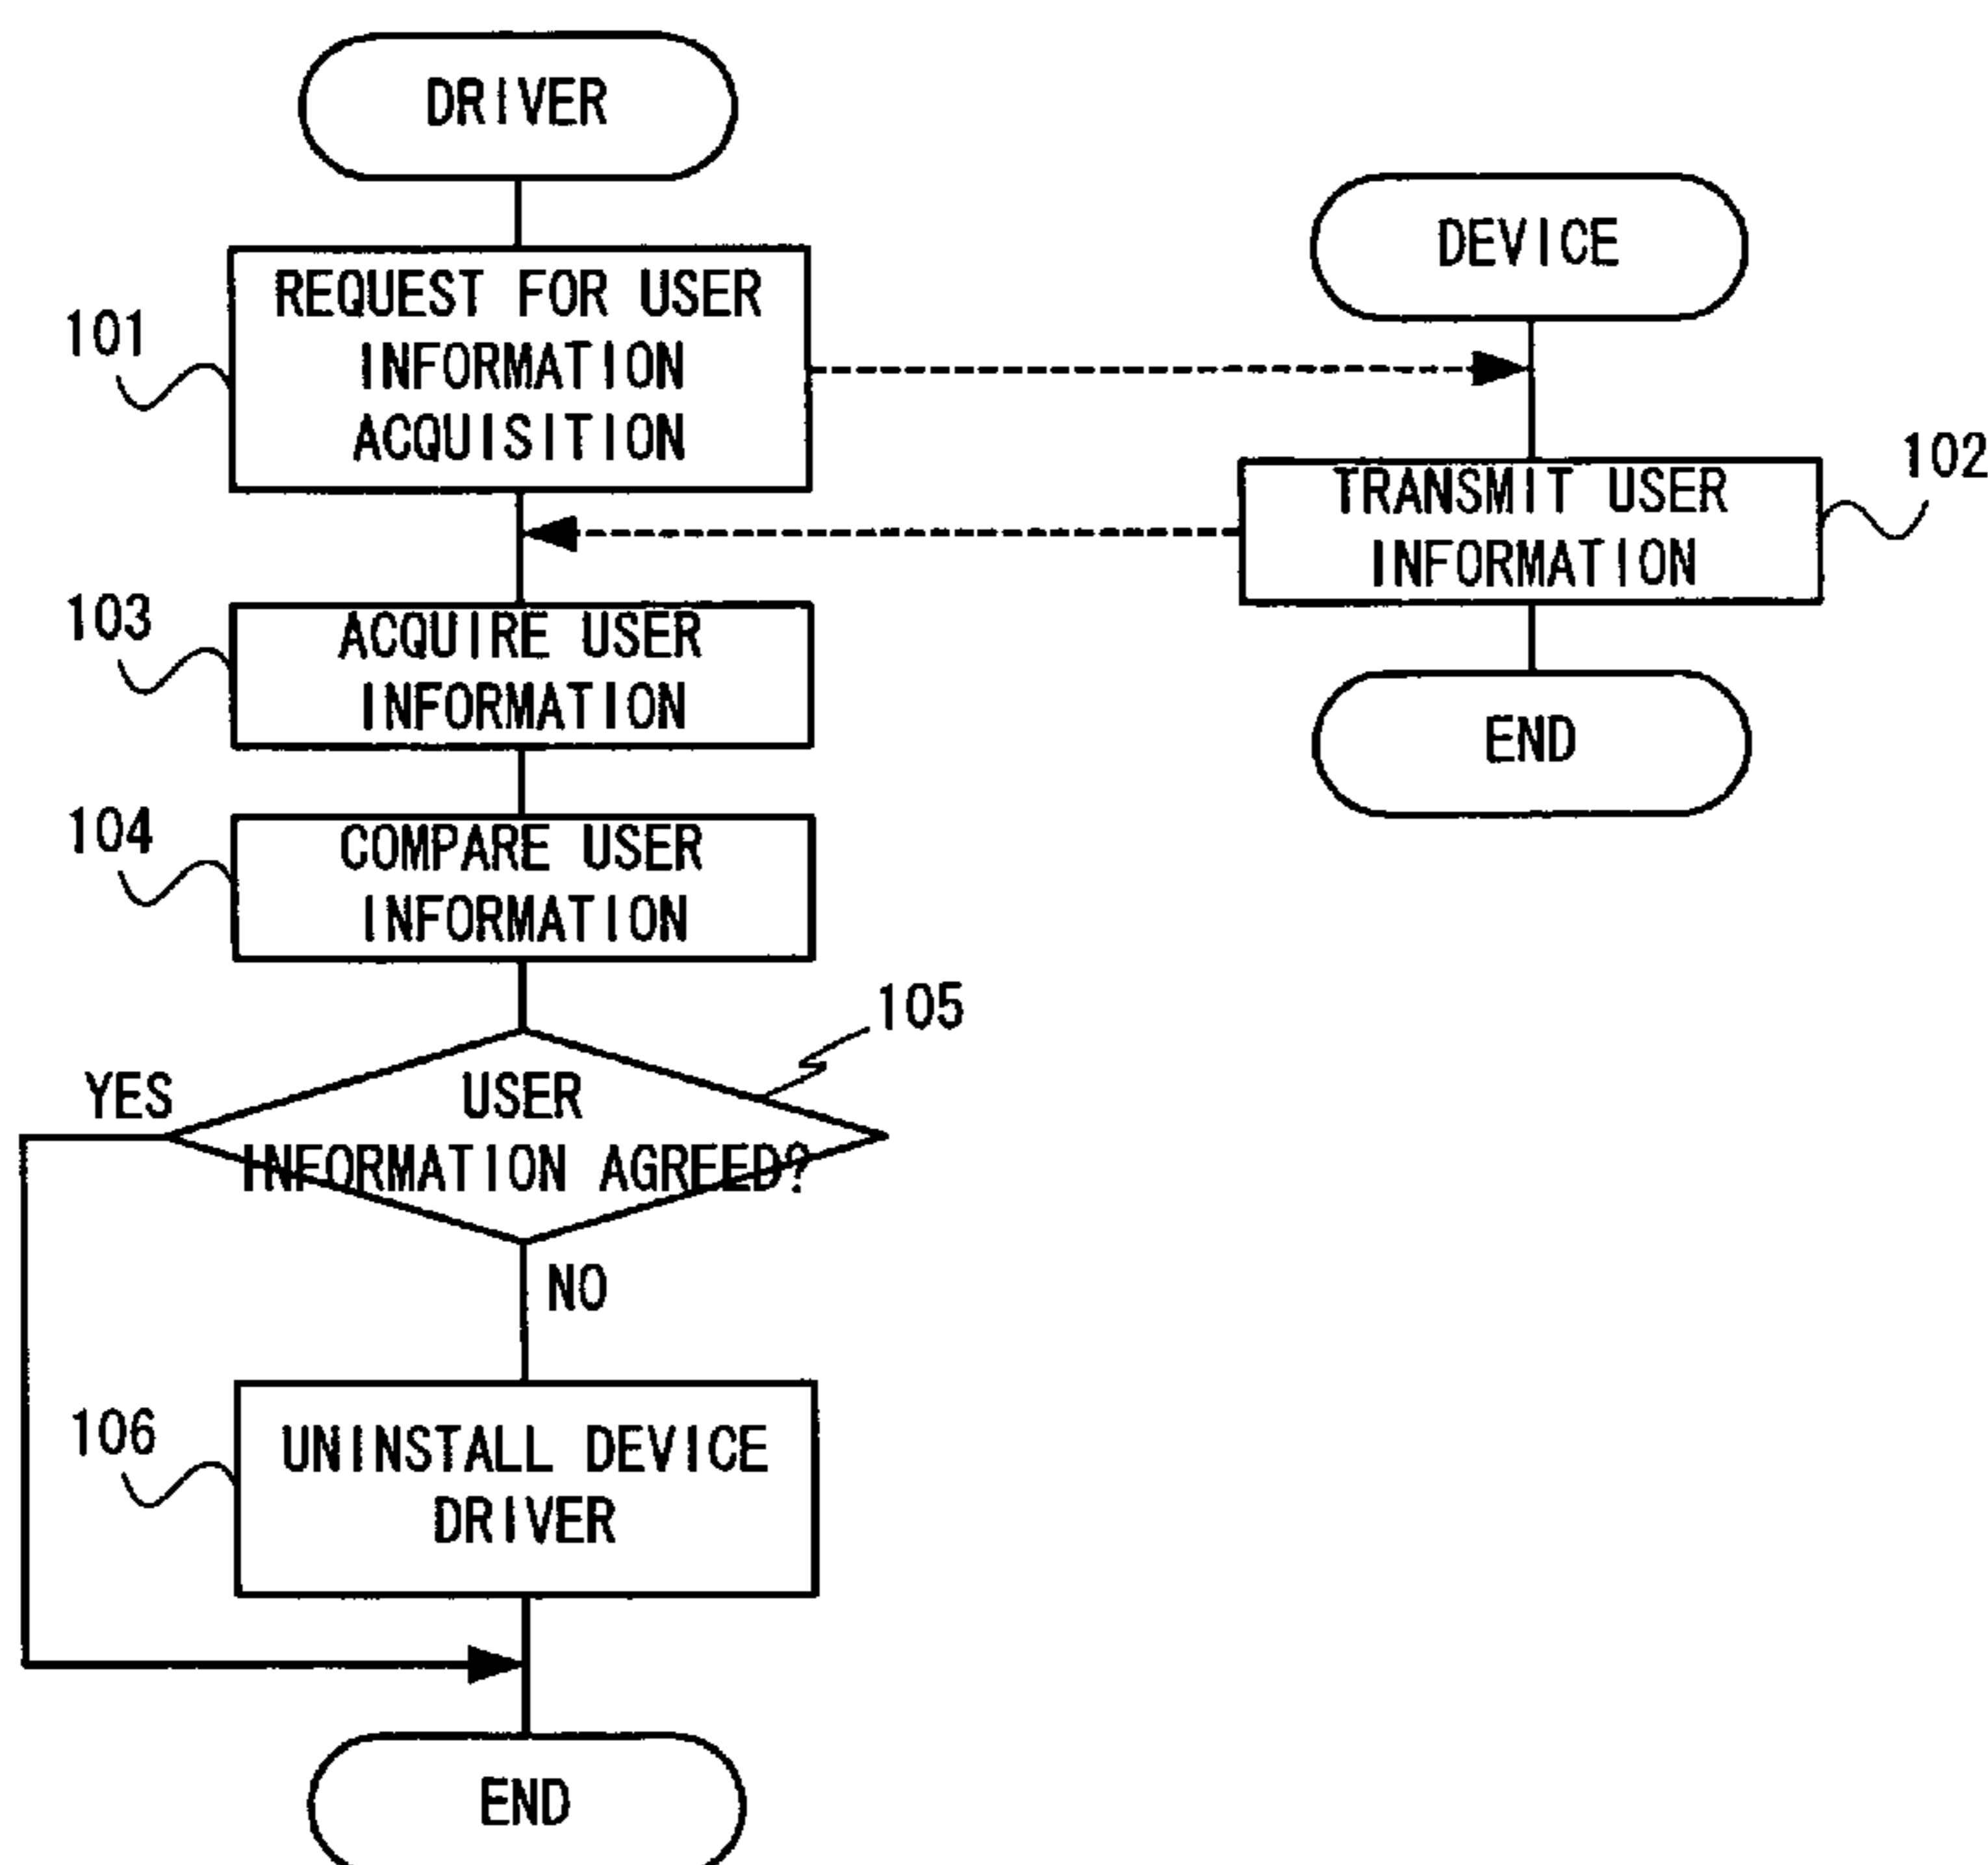 DRIVER
DEVICE
REQUEST FOR USER
INFORMATION
ACQUISITION
101
TRANSMIT USER
INFORMATION
102
ACQUIRE USER
INFORMATION
103
END
COMPARE USER
INFORMATION
104
105
YES
USER
INFORMATION AGREED?
NO
UNINSTALL DEVICE
DRIVER
106
END